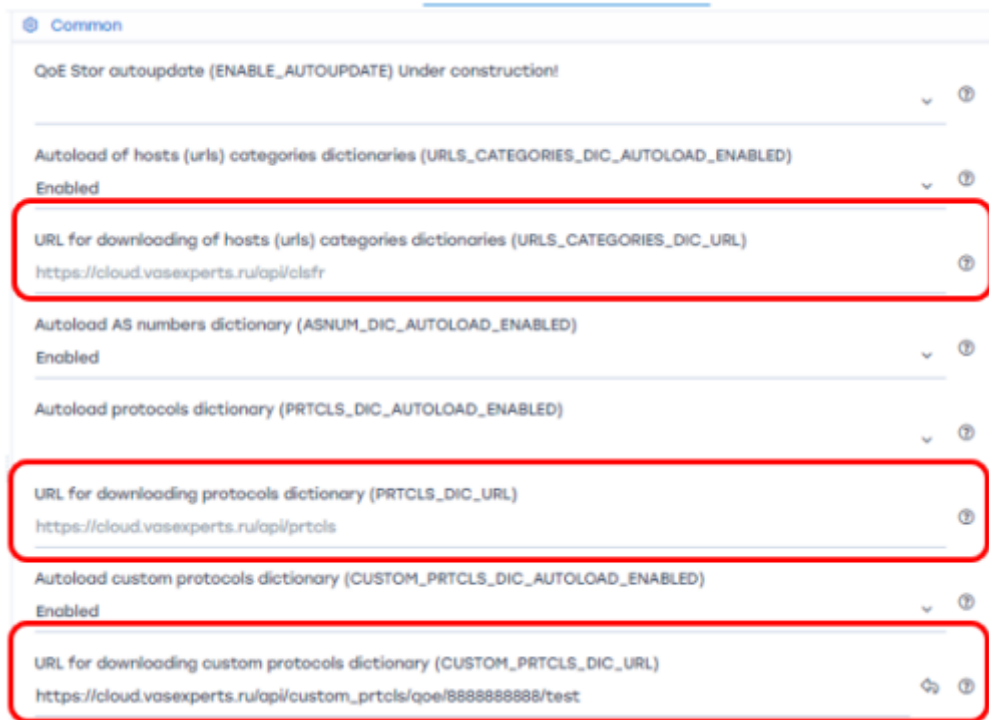 Common
QoE Stor autoupdate (ENABLE_AUTOUPDATE) Under construction!
Autoload of hosts (urls) categories dictionaries (URLS_CATEGORIES_DIC_AUTOLOAD_ENABLED)
Enabled
URL for downloading of hosts (urls) categories dictionaries (URLS_CATEGORIES_DIC_URL)
https://cloud.vasexperts.ru/api/clsfr
Autoload AS numbers dictionary (ASNUM_DIC_AUTOLOAD_ENABLED)
Enabled
Autoload protocols dictionary (PRTCLS_DIC_AUTOLOAD_ENABLED)
URL for downloading protocols dictionary (PRTCLS_DIC_URL)
https://cloud.vasexperts.ru/api/prtcls
Autoload custom protocols dictionary (CUSTOM_PRTCLS_DIC_AUTOLOAD_ENABLED)
Enabled
URL for downloading custom protocols dictionary (CUSTOM_PRTCLS_DIC_URL)
https://cloud.vasexperts.ru/api/custom_prtcls/qoe/8888888888/test